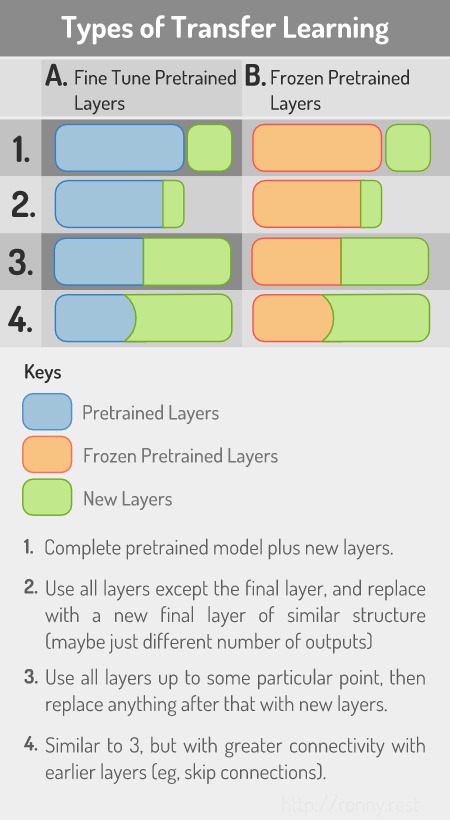 Types of Transfer Learning
A. Fine Tune Pretrained
Layers
B. Frozen Pretrained
Layers
1.
2.
3.
4.
Keys
Pretrained Layers
Frozen Pretrained Layers
New Layers
1. Complete pretrained model plus new layers.
2. Use all layers except the final layer, and replace
with a new final layer of similar structure
(maybe just different number of outputs)
3. Use all layers up to some particular point, then
replace anything after that with new layers.
4. Similar to 3, but with greater connectivity with
earlier layers (eg, skip connections).
http://ronny.rest